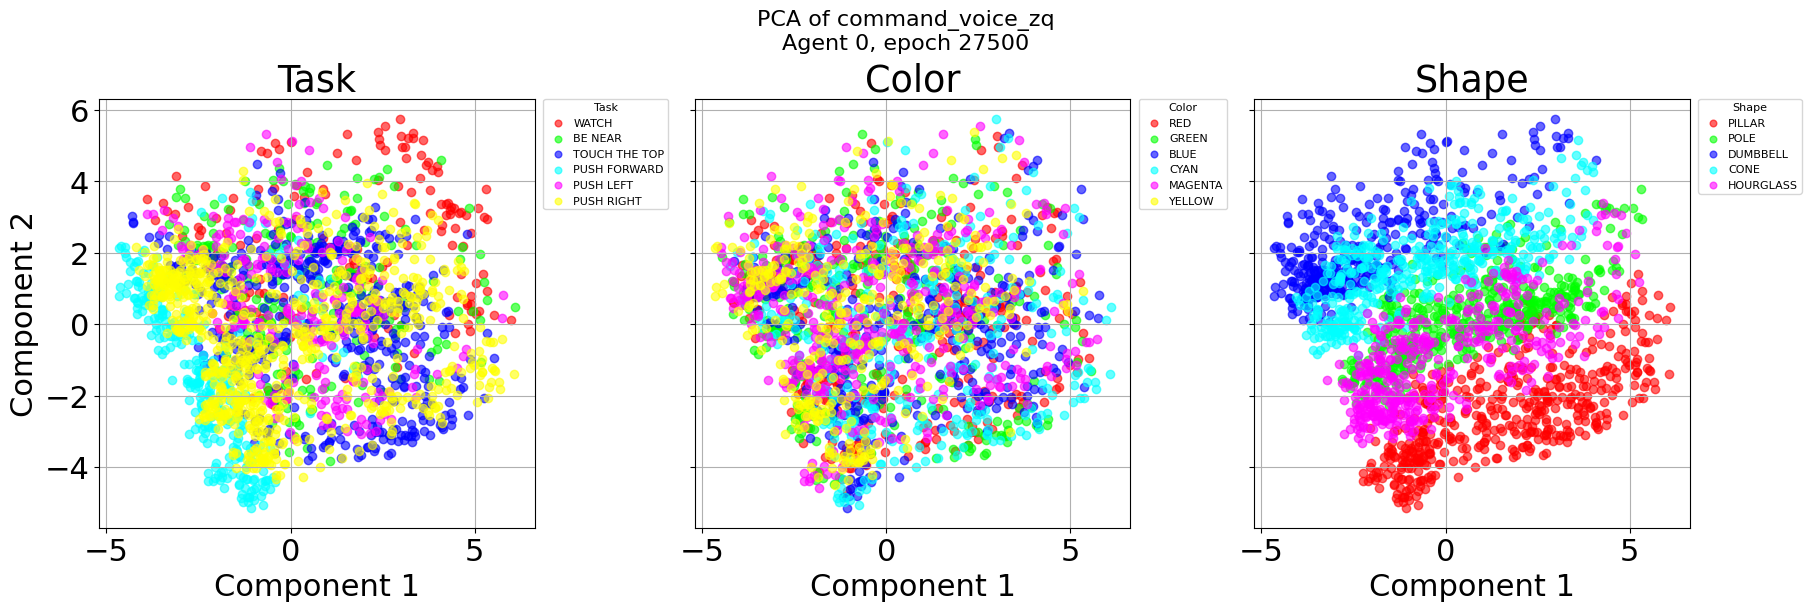 PCA of command_voice_zq
Agent 0, epoch 27500
Task
Color
Shape
Task
WATCH
BE NEAR
TOUCH THE TOP
PUSH FORWARD
PUSH LEFT
PUSH RIGHT
Color
RED
GREEN
BLUE
CYAN
MAGENTA
YELLOW
Shape
PILLAR
POLE
DUMBBELL
CONE
HOURGLASS
Component 2
6
4
2
0
−2
−4
−5 0 5
−5 0 5
−5 0 5
Component 1
Component 1
Component 1